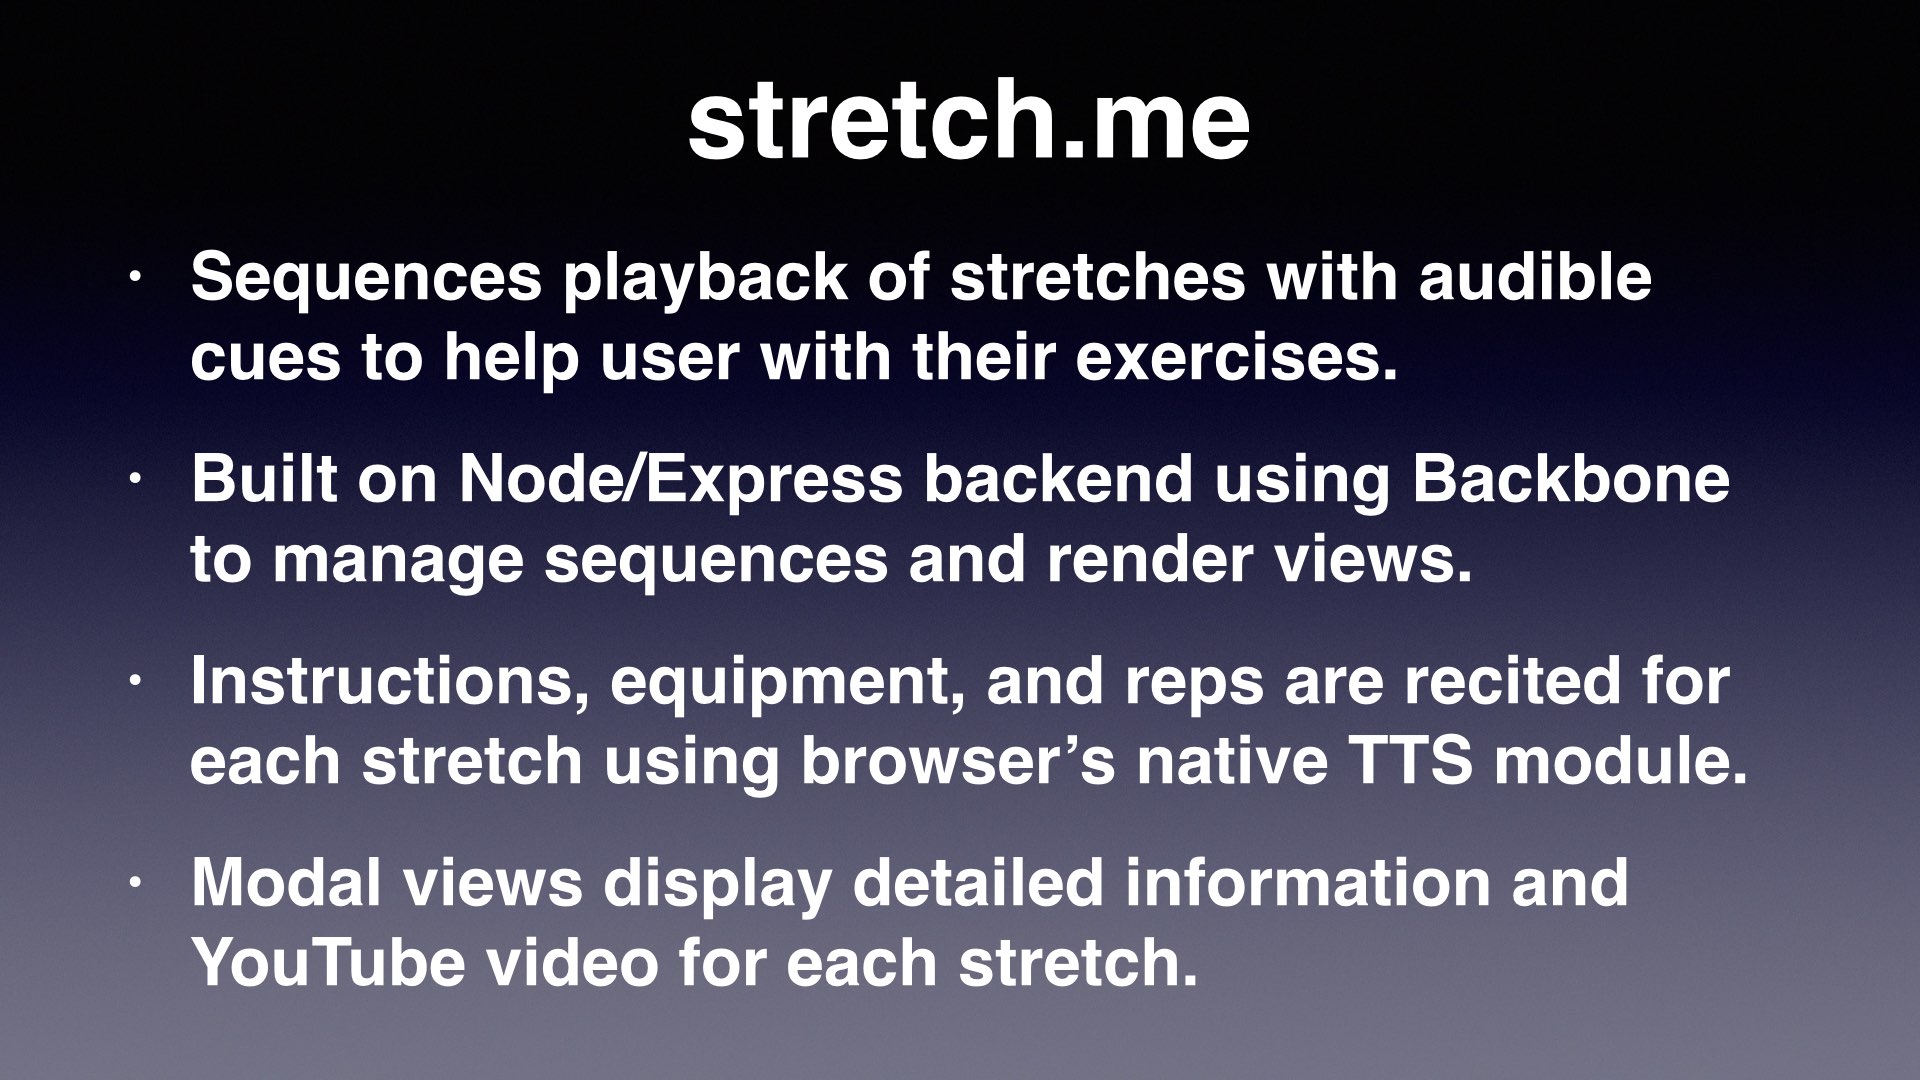 stretch.me
• Sequences playback of stretches with audible
cues to help user with their exercises.
• Built on Node/Express backend using Backbone
to manage sequences and render views.
• Instructions, equipment, and reps are recited for
each stretch using browser’s native TTS module.
• Modal views display detailed information and
YouTube video for each stretch.